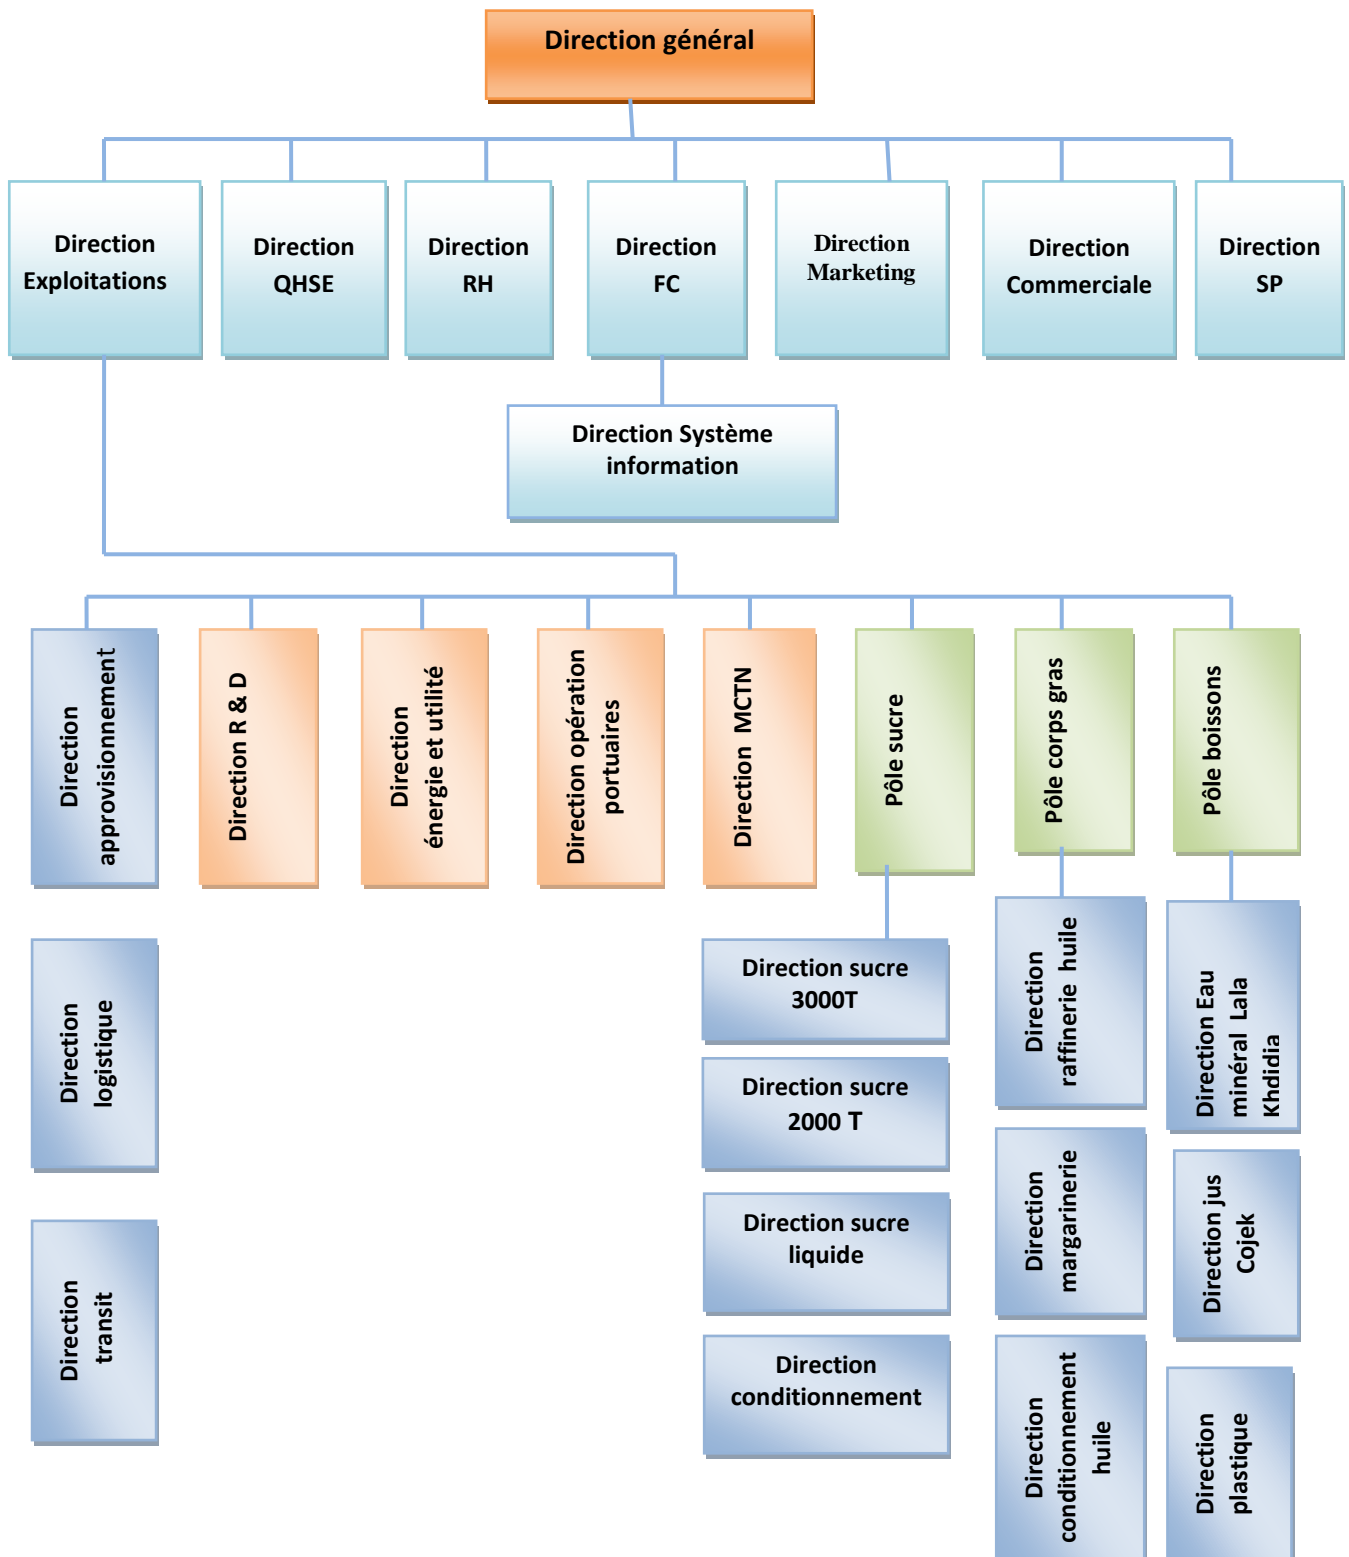 Direction général
Direction
Exploitations
Direction
QHSE
Direction
RH
Direction
FC
Direction
Marketing
Direction
Commerciale
Direction
SP
Direction Système
information
Direction
approvisionnement
Direction R & D
Direction
énergie et utilité
Direction opération
portuaires
Direction MCTN
Pôle sucre
Pôle corps gras
Pôle boissons
Direction
logistique
Direction
transit
Direction sucre
3000T
Direction sucre
2000 T
Direction sucre
liquide
Direction
conditionnement
Direction
raffinerie huile
Direction
margarinerie
Direction
conditionnement
huile
Direction Eau
minéral Lala
Khdidia
Direction jus
Cojek
Direction
plastique